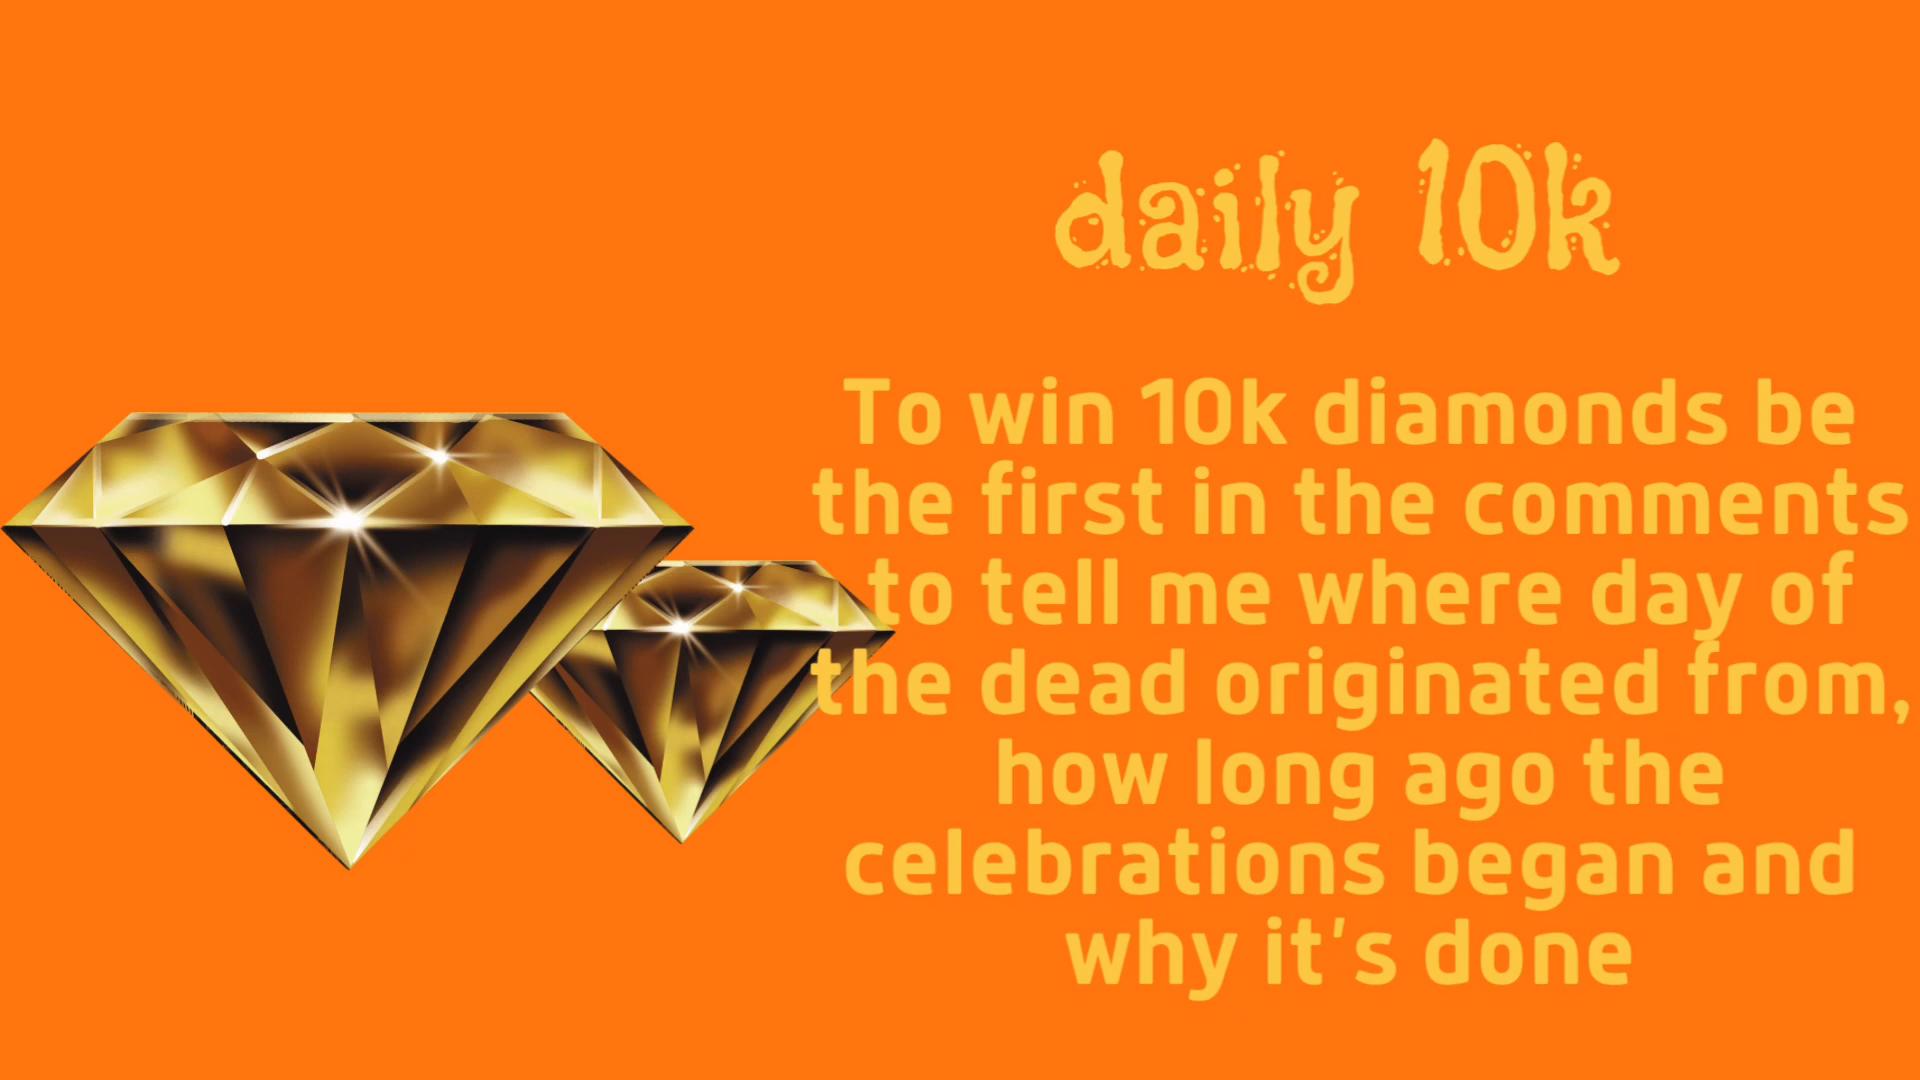 daily 10k
To win 10k diamonds be
the first in the comments
to tell me where day of
the dead originated from,
how long ago the
celebrations began and
why it's done